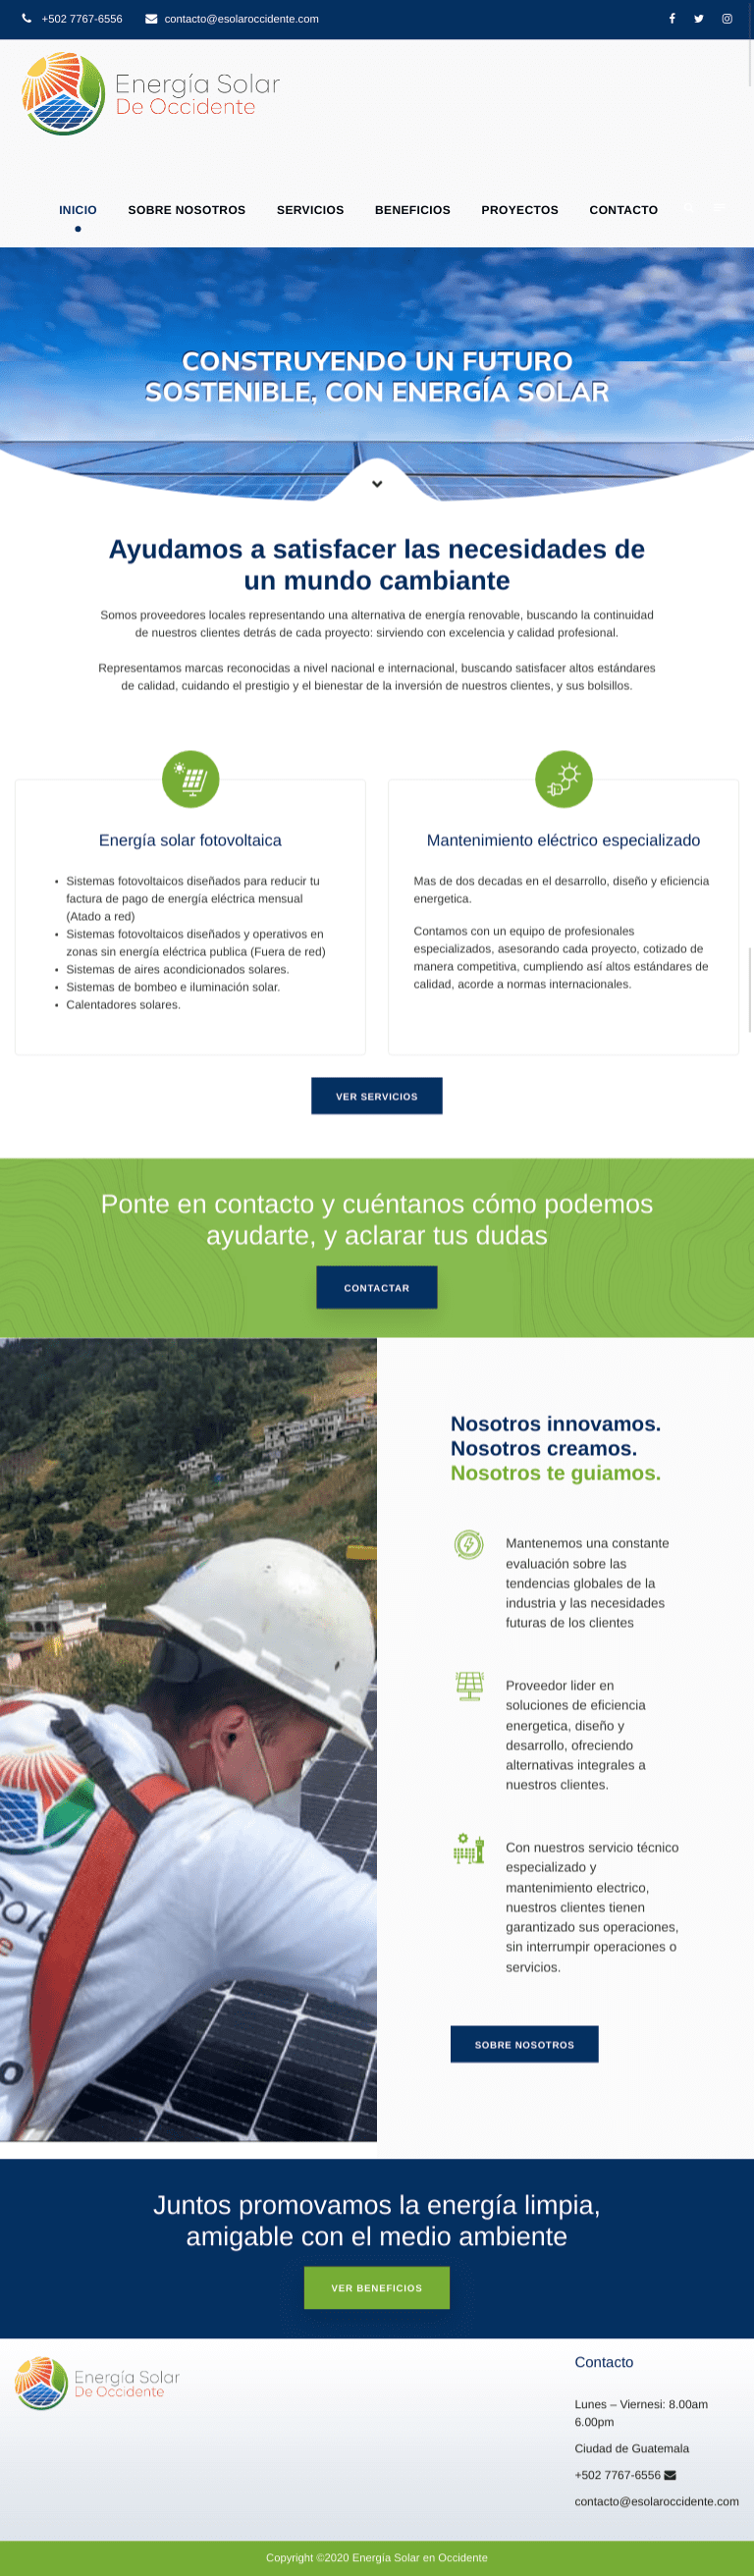 +502 7767-6556 contacto@esolaroccidente.com
Energía Solar
De Occidente
INICIO SOBRE NOSOTROS SERVICIOS BENEFICIOS PROYECTOS CONTACTO
CONSTRUYENDO UN FUTURO
SOSTENIBLE, CON ENERGÍA SOLAR
Ayudamos a satisfacer las necesidades de
un mundo cambiante
Somos proveedores locales representando una alternativa de energía renovable, buscando la continuidad
de nuestros clientes detrás de cada proyecto: sirviendo con excelencia y calidad profesional.
Representamos marcas reconocidas a nivel nacional e internacional, buscando satisfacer altos estándares
de calidad, cuidando el prestigio y el bienestar de la inversión de nuestros clientes, y sus bolsillos.
Energía solar fotovoltaica
• Sistemas fotovoltaicos diseñados para reducir tu
factura de pago de energía eléctrica mensual
(Atado a red)
• Sistemas fotovoltaicos diseñados y operativos en
zonas sin energía eléctrica publica (Fuera de red)
• Sistemas de aires acondicionados solares.
• Sistemas de bombeo e iluminación solar.
• Calentadores solares.
Mantenimiento eléctrico especializado
Mas de dos decadas en el desarrollo, diseño y eficiencia
energetica.
Contamos con un equipo de profesionales
especializados, asesorando cada proyecto, cotizado de
manera competitiva, cumpliendo así altos estándares de
calidad, acorde a normas internacionales.
VER SERVICIOS
Ponte en contacto y cuéntanos cómo podemos
ayudarte, y aclarar tus dudas
CONTACTAR
Nosotros innovamos.
Nosotros creamos.
Nosotros te guiamos.
Mantenemos una constante
evaluación sobre las
tendencias globales de la
industria y las necesidades
futuras de los clientes
Proveedor lider en
soluciones de eficiencia
energetica, diseño y
desarrollo, ofreciendo
alternativas integrales a
nuestros clientes.
Con nuestros servicio técnico
especializado y
mantenimiento electrico,
nuestros clientes tienen
garantizado sus operaciones,
sin interrumpir operaciones o
servicios.
SOBRE NOSOTROS
Juntos promovamos la energía limpia,
amigable con el medio ambiente
VER BENEFICIOS
Energía Solar
De Occidente
Contacto
Lunes – Viernesi: 8.00am
6.00pm
Ciudad de Guatemala
+502 7767-6556
contacto@esolaroccidente.com
Copyright ©2020 Energía Solar en Occidente